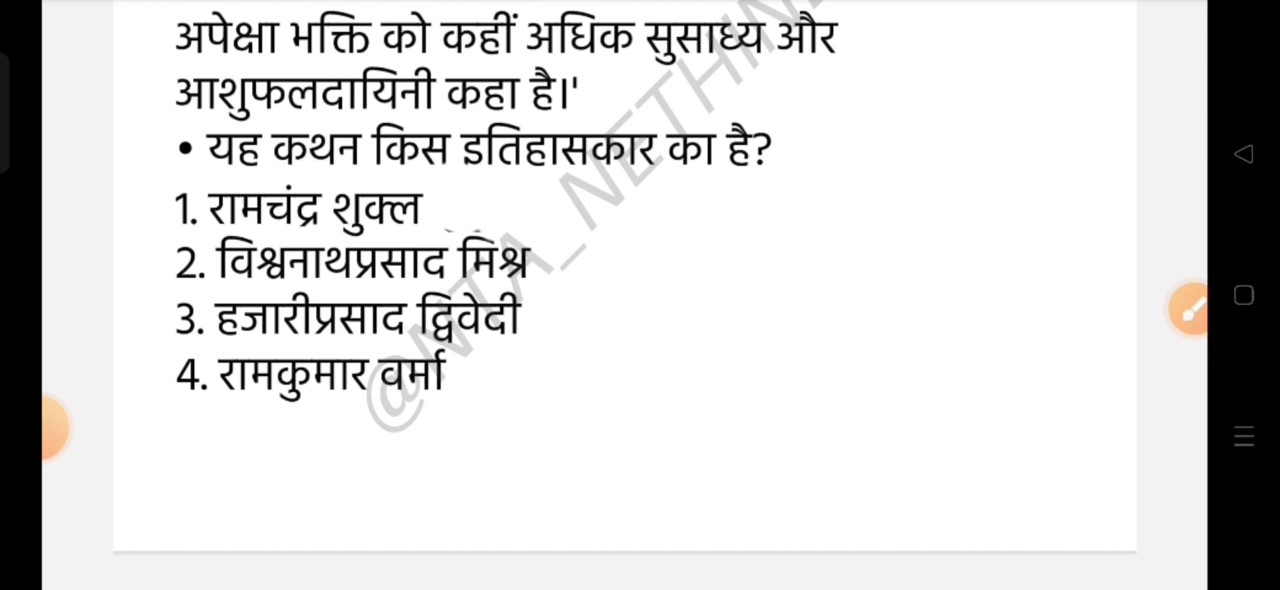 अपेक्षा भक्ति को कहीं अधिक सुसाध्य और
आशुफलदायिनी कहा है।'
• यह कथन किस इतिहासकार का है?
1. रामचंद्र शुक्ल
2. विश्वनाथप्रसाद मिश्र
3. हजारीप्रसाद द्विवेदी
4. रामकुमार वर्मा
@NTA_NETHIN